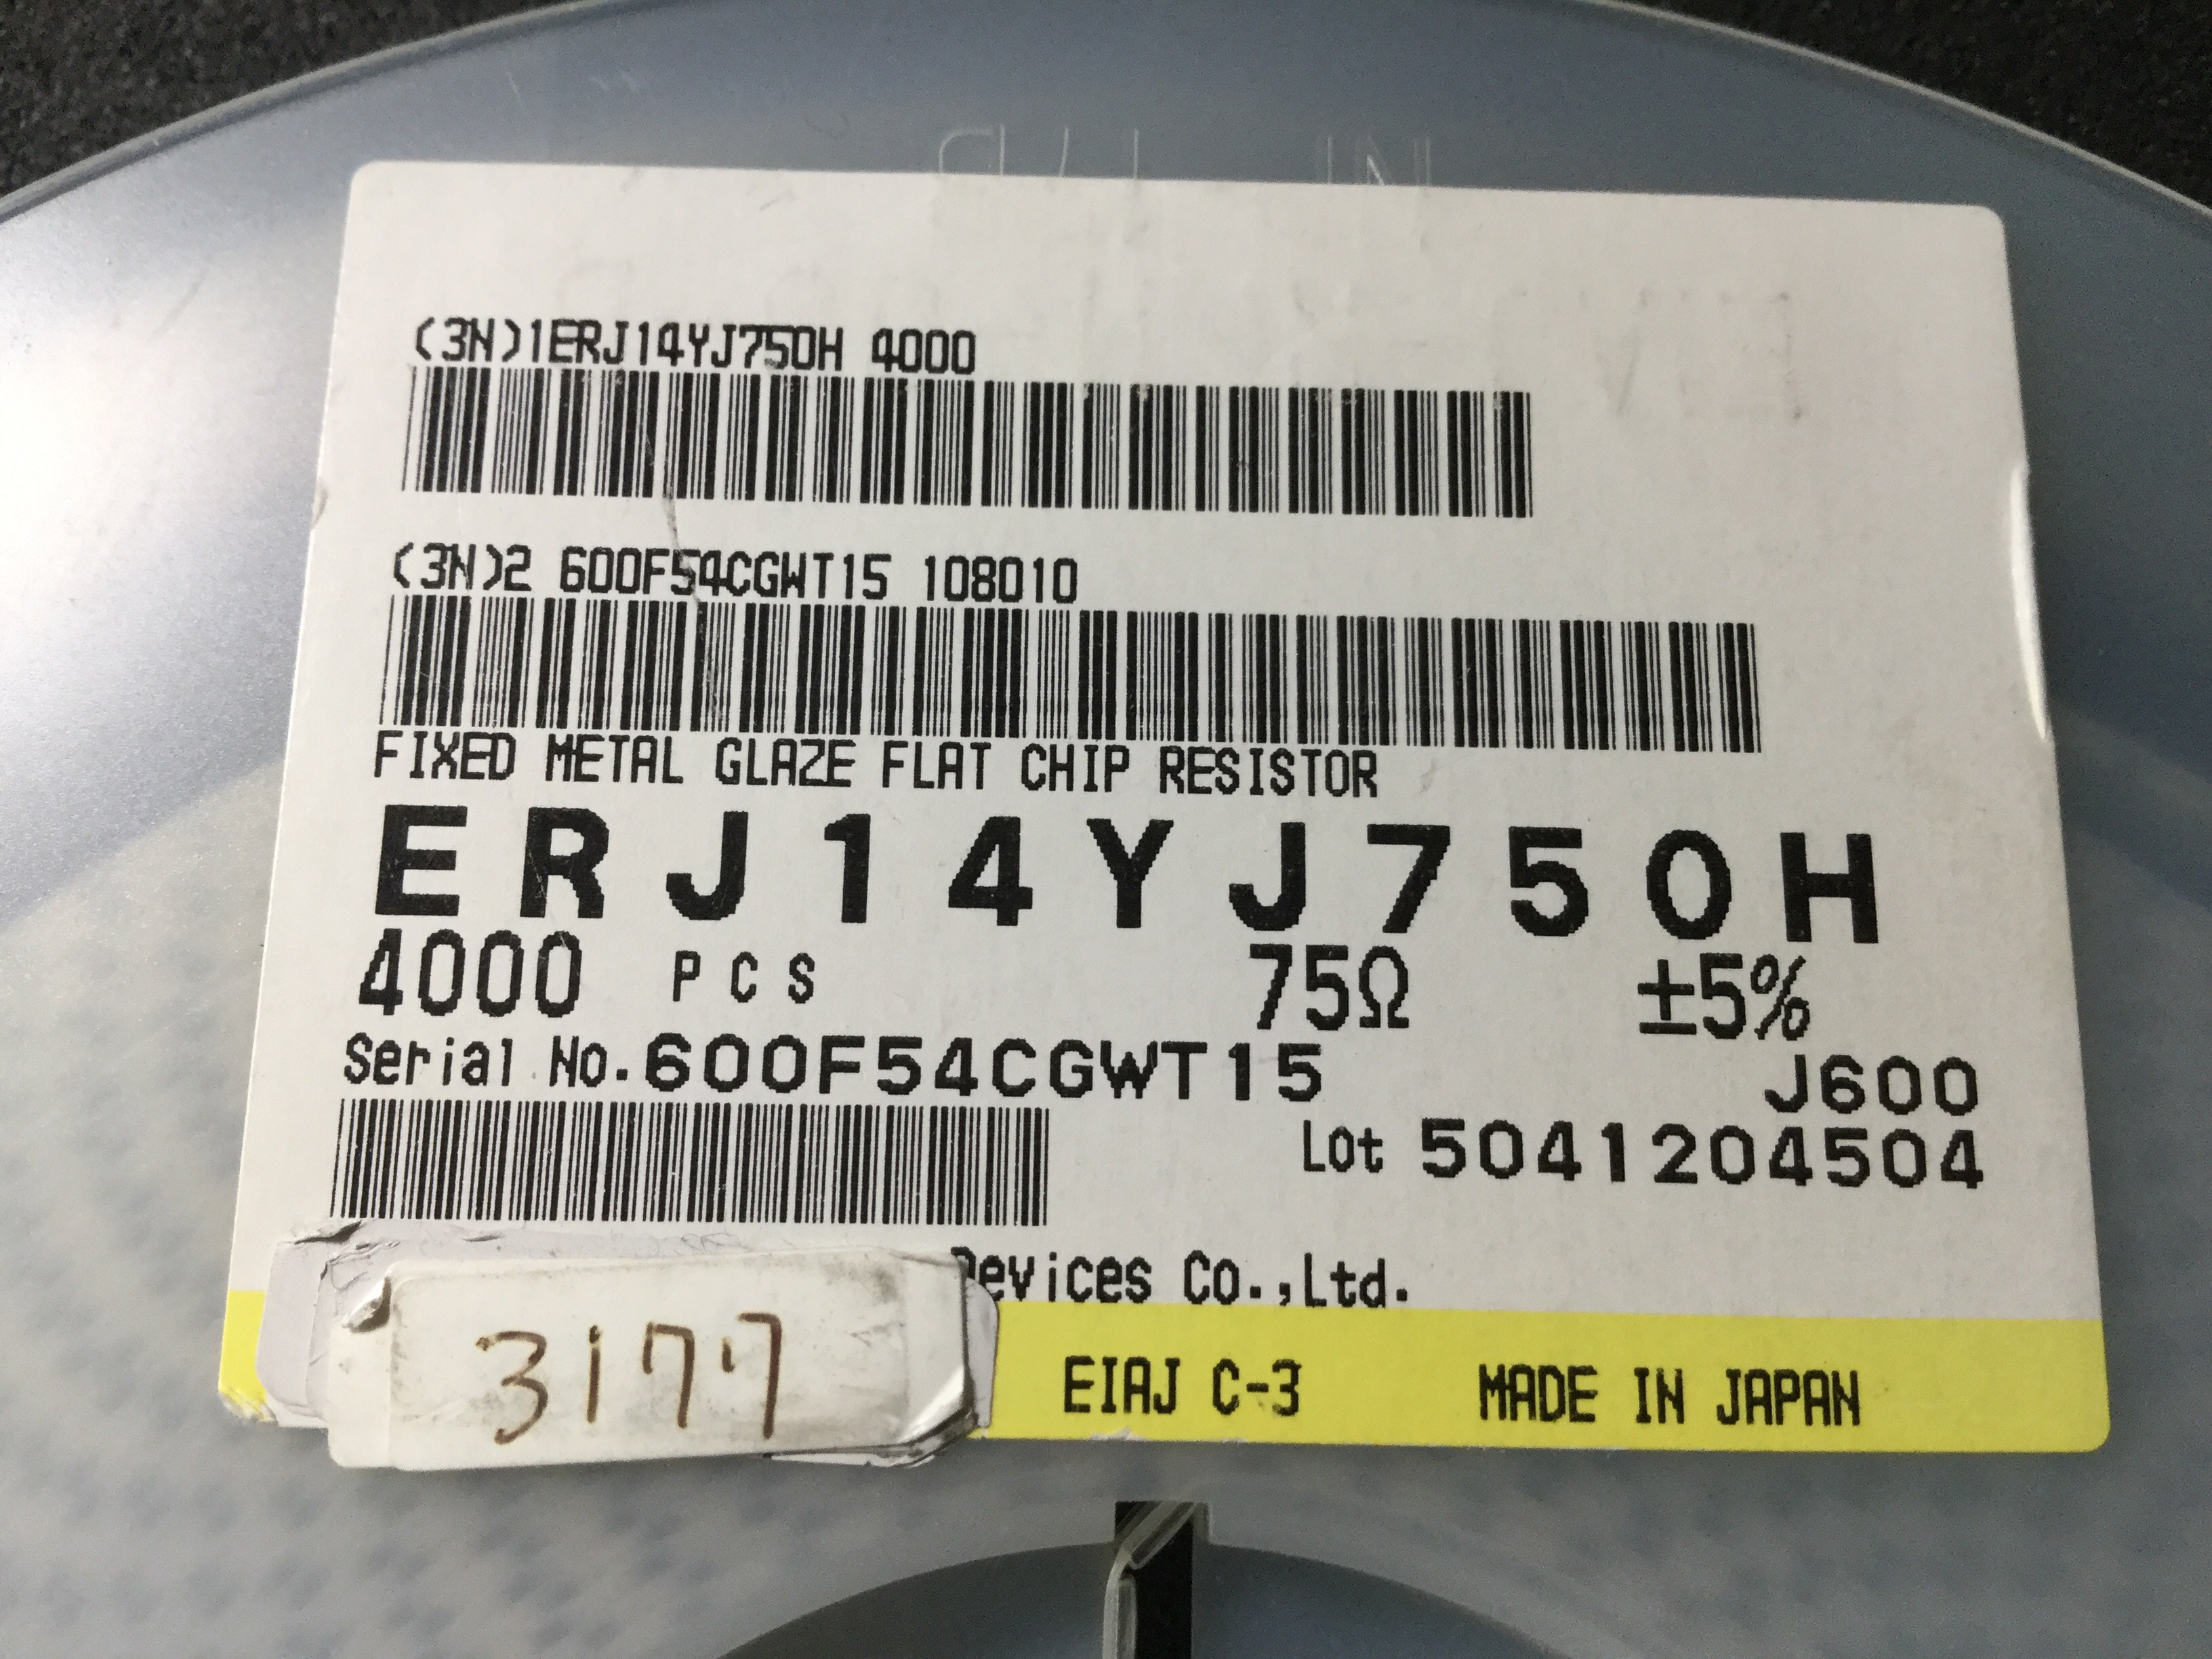 (3N)1ERJ14YJ750H 4000
(3N)2 600F54CGWT15 108010
FIXED METAL GLAZE FLAT CHIP RESISTOR
ERJ14YJ750H
4000 PCS 75Ω ±5%
Serial No.600F54CGWT15
J600
Lot 5041204504
Devices Co.,Ltd.
3177
EIAJ C-3 MADE IN JAPAN